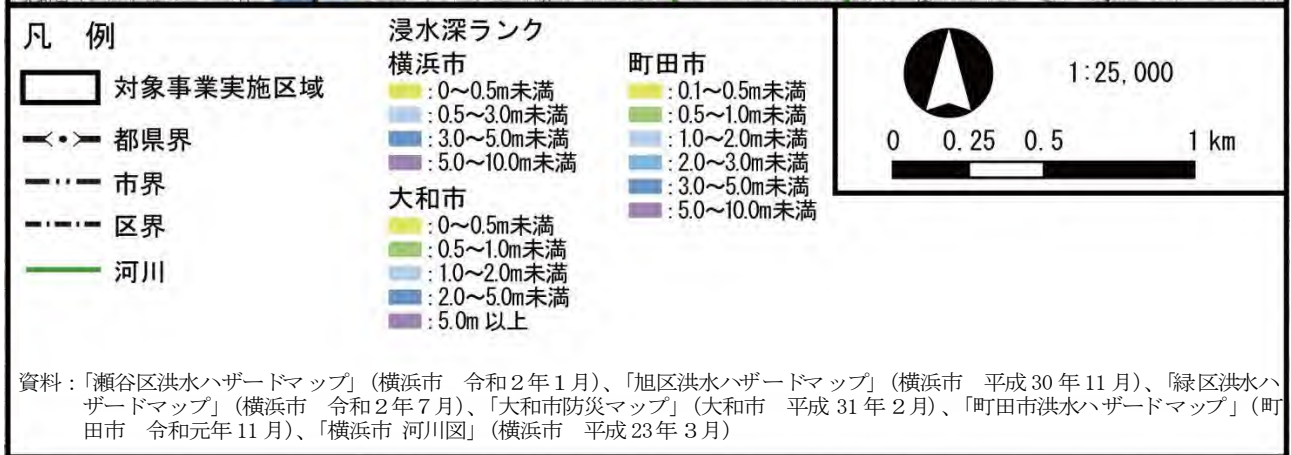 凡 例
対象事業実施区域
都県界
市界
区界
河川
浸水深ランク
横浜市
：0～0.5m未満
：0.5～3.0m未満
：3.0～5.0m未満
：5.0～10.0m未満
大和市
：0～0.5m未満
：0.5～1.0m未満
：1.0～2.0m未満
：2.0～5.0m未満
：5.0m 以上
町田市
：0.1～0.5m未満
：0.5～1.0m未満
：1.0～2.0m未満
：2.0～3.0m未満
：3.0～5.0m未満
：5.0～10.0m未満
1:25,000
0 0.25 0.5 1 km
資料：「瀬谷区洪水ハザードマップ」（横浜市 令和２年１月）、「旭区洪水ハザードマップ」（横浜市 平成 30 年 11 月）、「緑区洪水ハ
ザードマップ」（横浜市 令和２年７月）、「大和市防災マップ」（大和市 平成 31 年２月）、「町田市洪水ハザードマップ」（町
田市 令和元年 11 月）、「横浜市 河川図」（横浜市 平成 23 年３月）